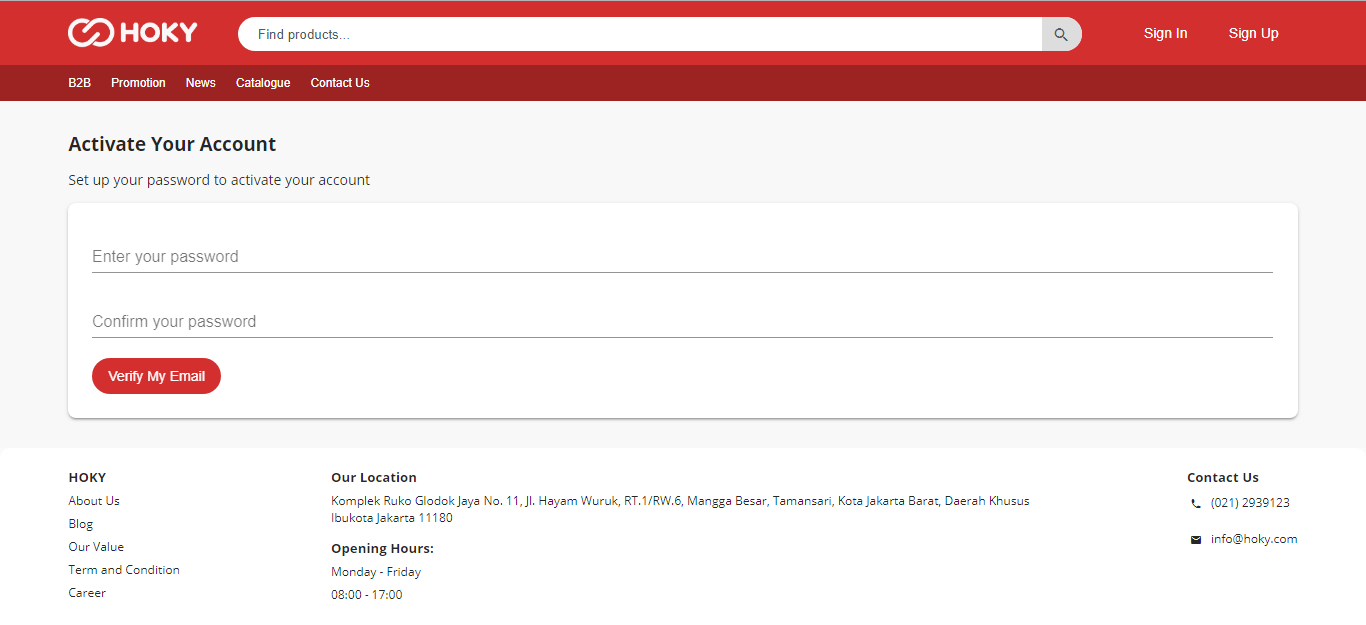 HOKY
Find products...
Sign In
Sign Up
B2B
Promotion
News
Catalogue
Contact Us
Activate Your Account
Set up your password to activate your account
Enter your password
Confirm your password
Verify My Email
HOKY
About Us
Blog
Our Value
Term and Condition
Career
Our Location
Komplek Ruko Glodok Jaya No. 11, Jl. Hayam Wuruk, RT.1/RW.6, Mangga Besar, Tamansari, Kota Jakarta Barat, Daerah Khusus
Ibukota Jakarta 11180
Opening Hours:
Monday - Friday
08:00 - 17:00
Contact Us
(021) 2939123
info@hoky.com